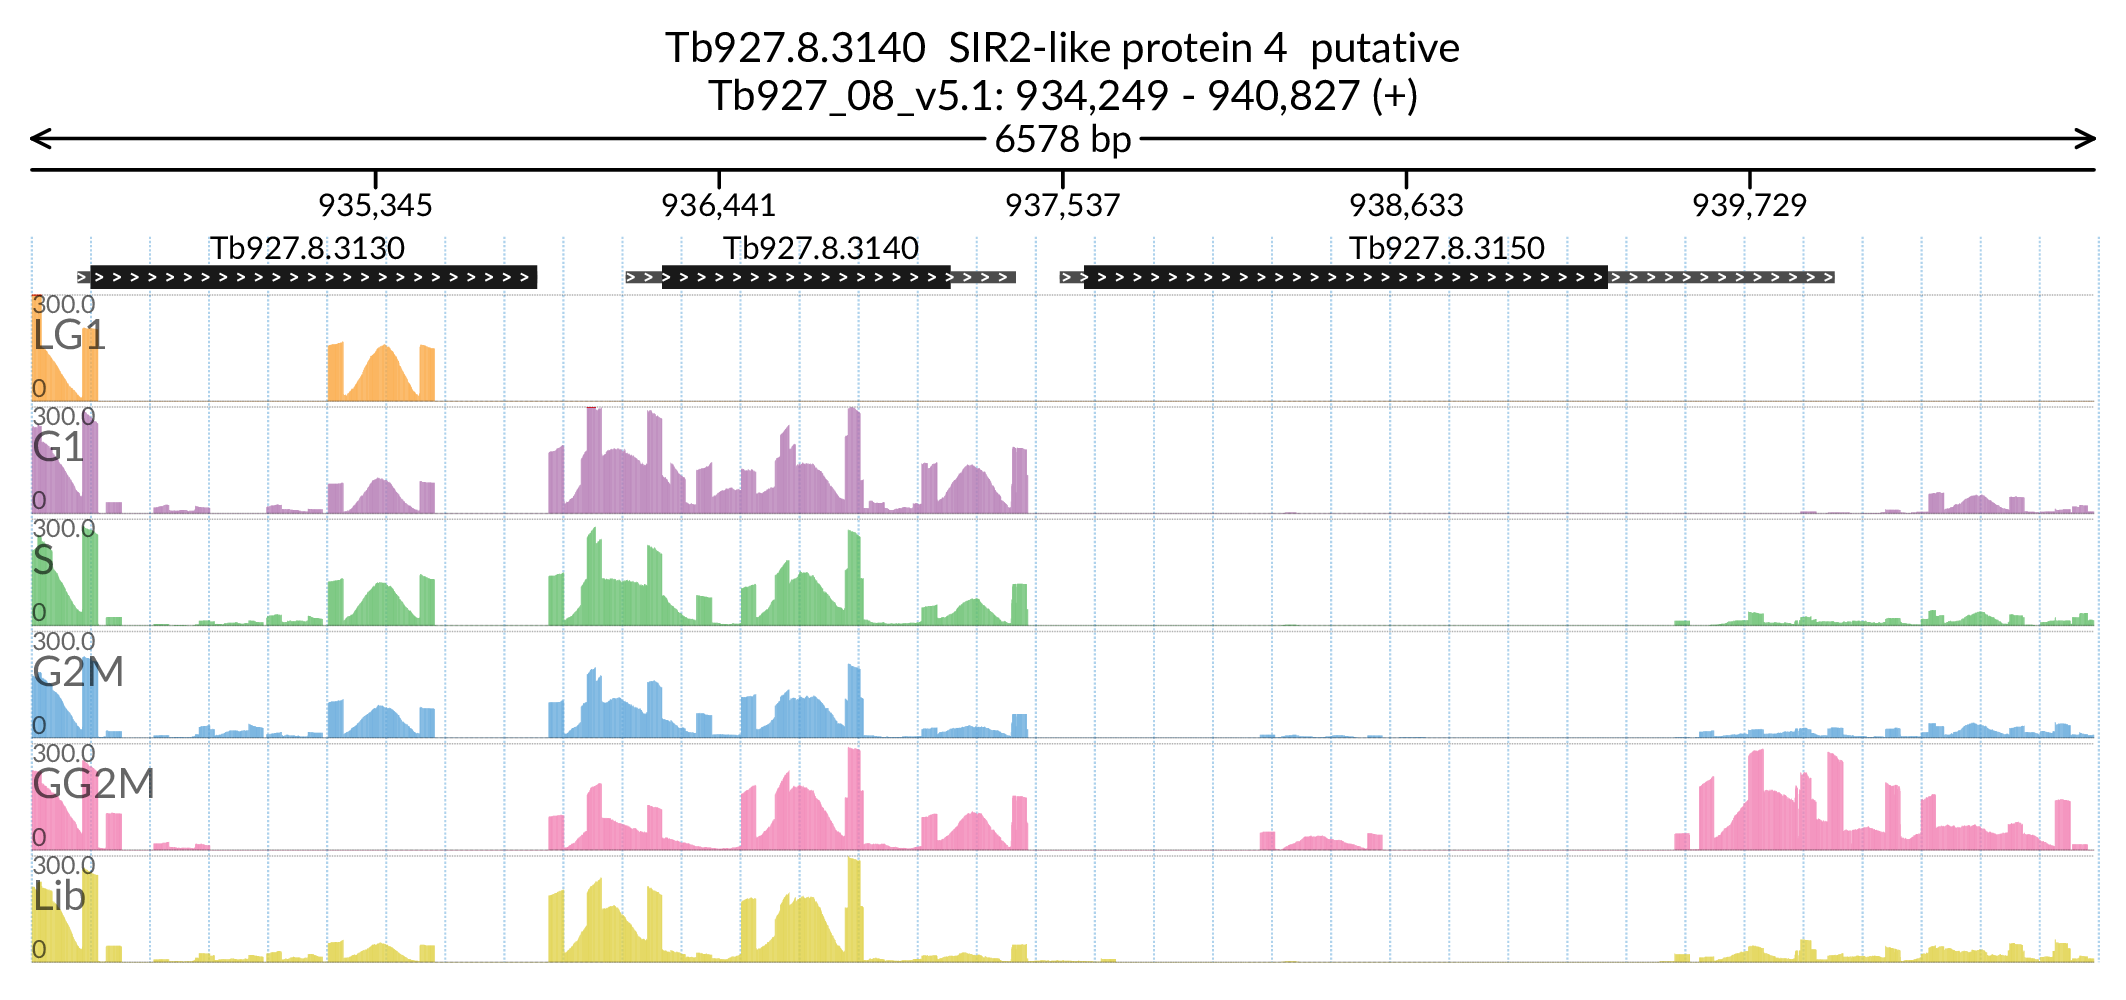 Tb927.8.3140 SIR2-like protein 4 putative
Tb927_08_v5.1: 934,249 - 940,827 (+)
6578 bp
935,345 936,441 937,537 938,633 939,729
Tb927.8.3130 Tb927.8.3140 Tb927.8.3150
300.0
LG1
0
300.0
G1
0
300.0
S
0
300.0
G2M
0
300.0
GG2M
0
300.0
Lib
0